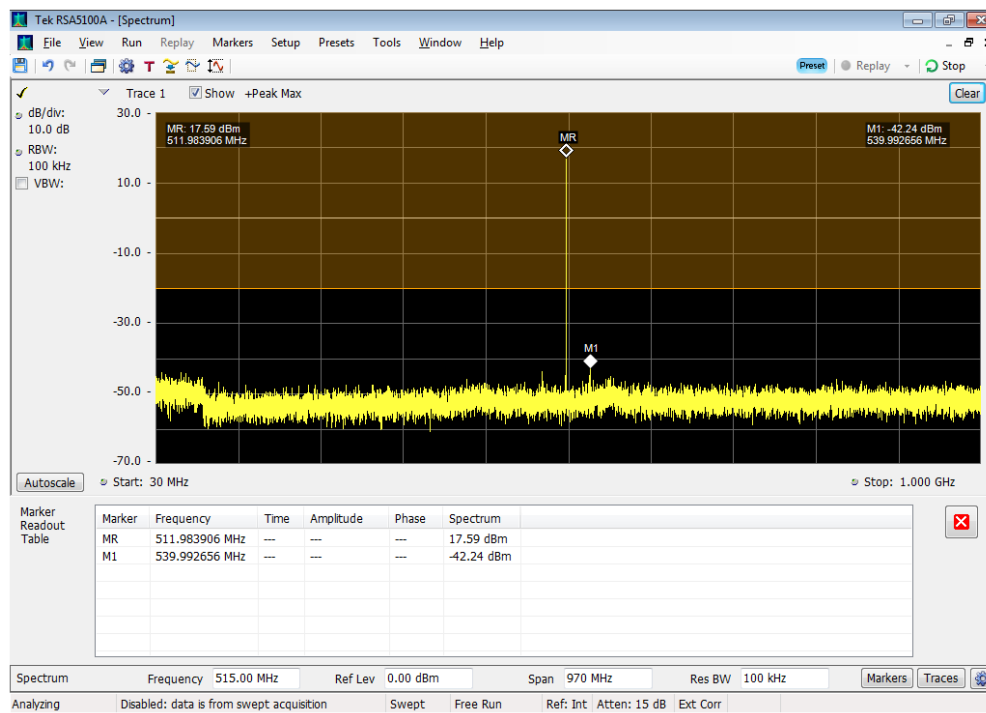 Tek RSA5100A - [Spectrum]
File View Run Replay Markers Setup Presets Tools Window Help
Preset Replay Stop
Trace 1 Show +Peak Max Clear
dB/div:
10.0 dB
RBW:
100 kHz
VBW:
30.0
10.0
-10.0
-30.0
-50.0
-70.0
MR: 17.59 dBm
511.983906 MHz
MR
M1: -42.24 dBm
539.992656 MHz
M1
Autoscale Start: 30 MHz Stop: 1.000 GHz
Marker
Readout
Table
Marker Frequency Time Amplitude Phase Spectrum
MR 511.983906 MHz --- --- --- 17.59 dBm
M1 539.992656 MHz --- --- --- -42.24 dBm
Spectrum Frequency 515.00 MHz Ref Lev 0.00 dBm Span 970 MHz Res BW 100 kHz Markers Traces
Analyzing Disabled: data is from swept acquisition Swept Free Run Ref: Int Atten: 15 dB Ext Corr